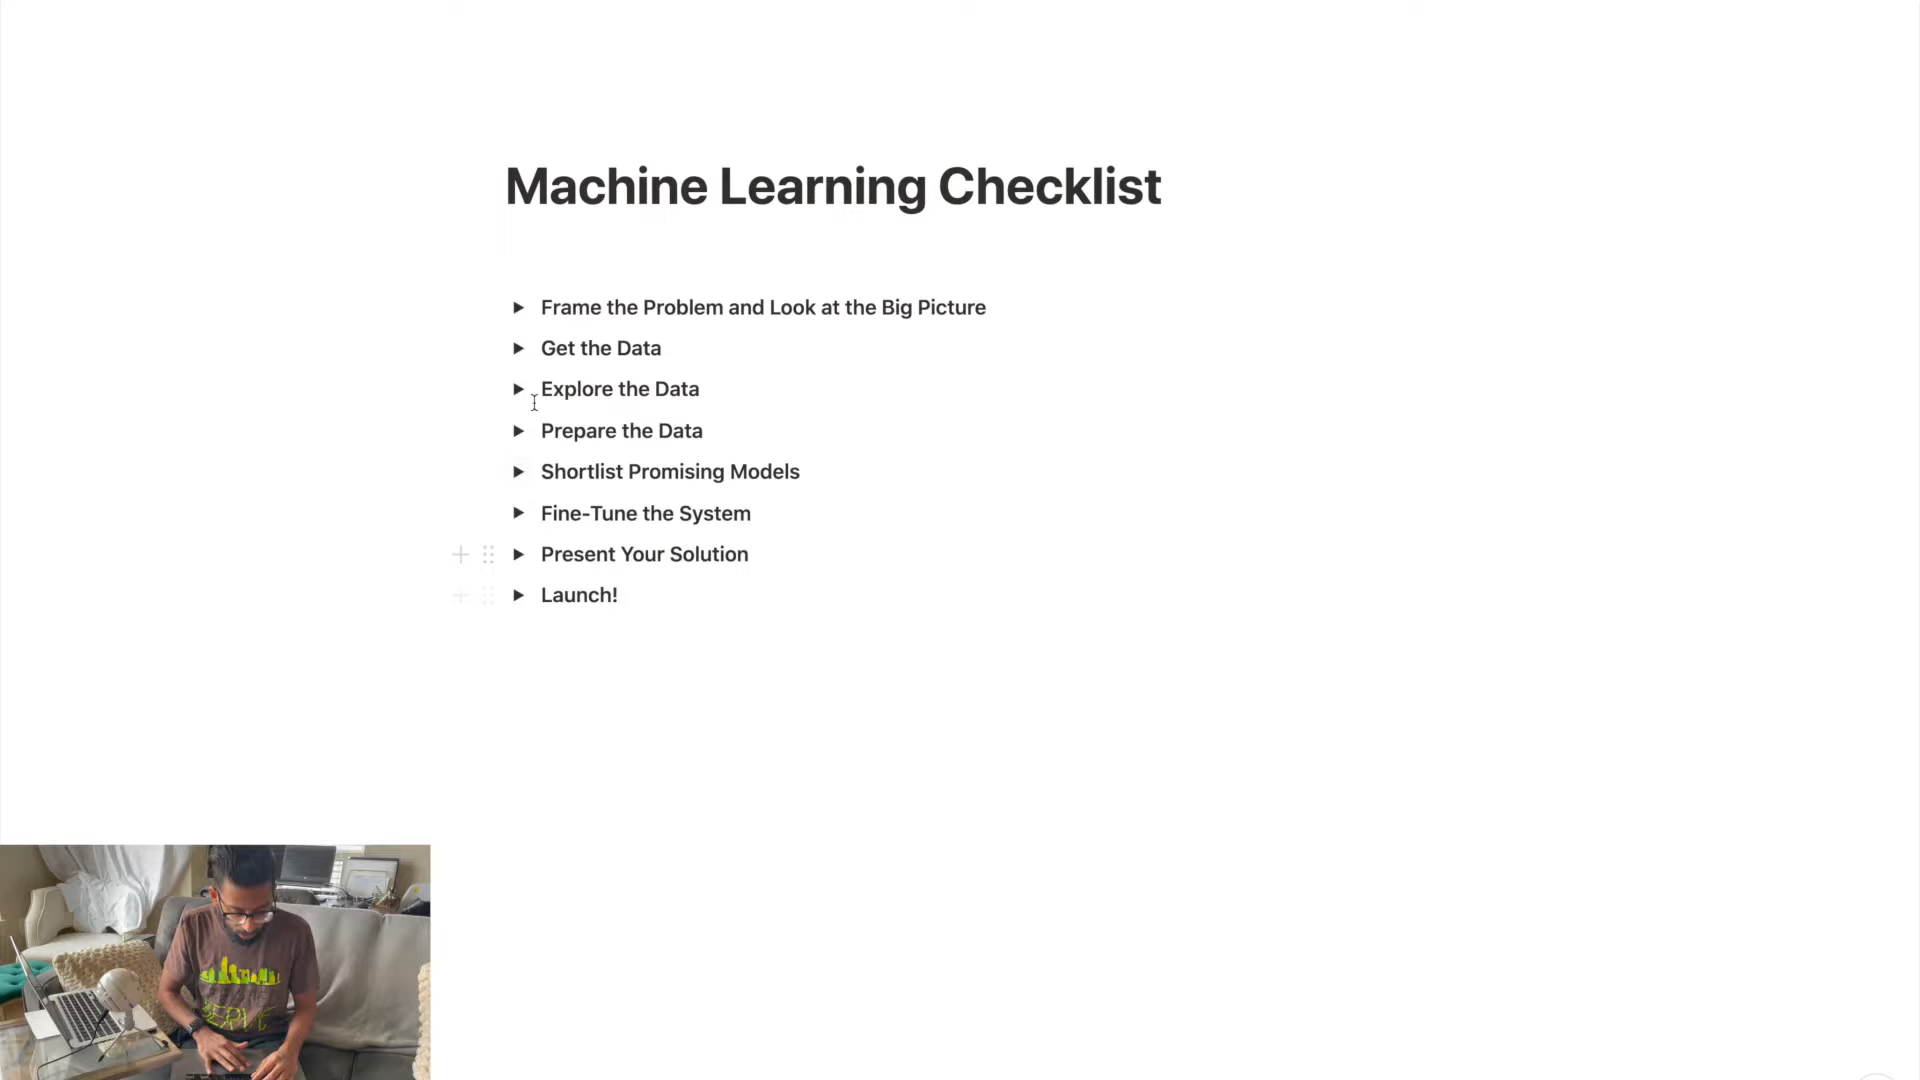 Machine Learning Checklist
Frame the Problem and Look at the Big Picture
Get the Data
Explore the Data
Prepare the Data
Shortlist Promising Models
Fine-Tune the System
Present Your Solution
Launch!
SERVE